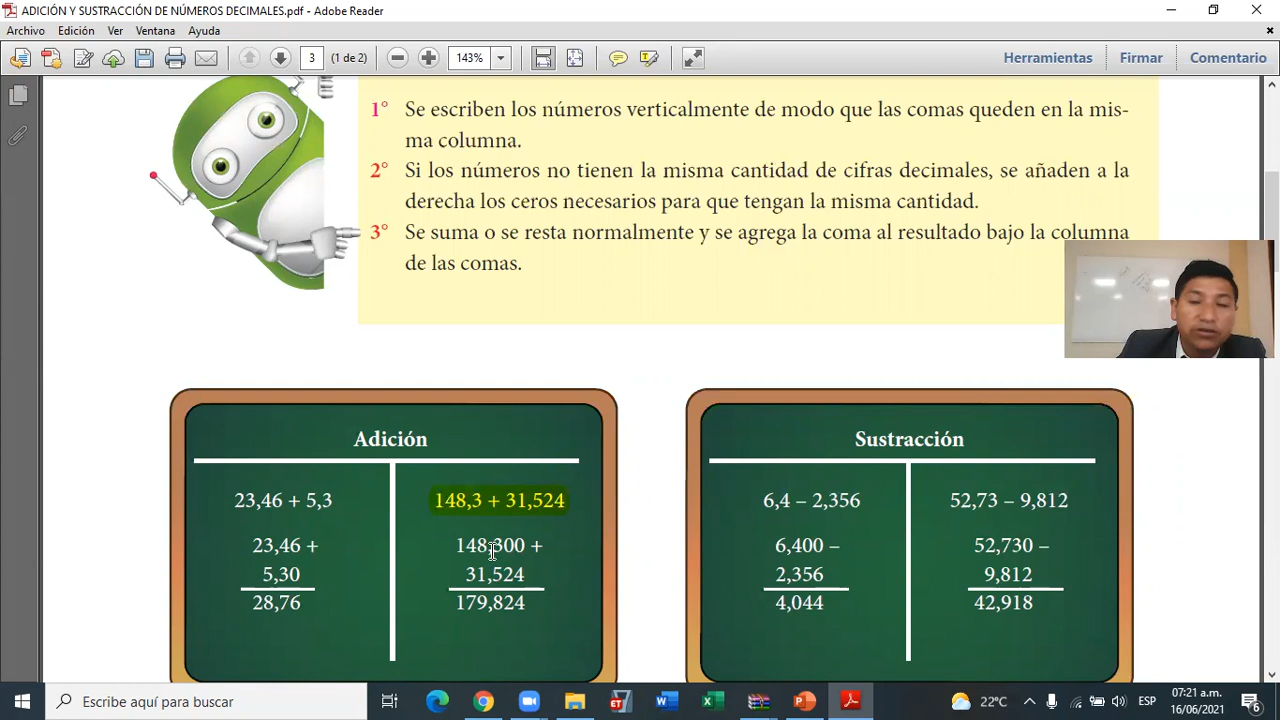 ADICIÓN Y SUSTRACCIÓN DE NÚMEROS DECIMALES.pdf - Adobe Reader
Archivo Edición Ver Ventana Ayuda
3 (1 de 2) 143% Herramientas Firmar Comentario
1° Se escriben los números verticalmente de modo que las comas queden en la mis-
ma columna.
2° Si los números no tienen la misma cantidad de cifras decimales, se añaden a la
derecha los ceros necesarios para que tengan la misma cantidad.
3° Se suma o se resta normalmente y se agrega la coma al resultado bajo la columna
de las comas.
Adición
23,46 + 5,3
23,46 +
5,30
28,76
148,3 + 31,524
148,300 +
31,524
179,824
Sustracción
6,4 – 2,356
6,400 –
2,356
4,044
52,73 – 9,812
52,730 –
9,812
42,918
Escribe aquí para buscar
22°C
ESP
07:21 a.m.
16/06/2021
6